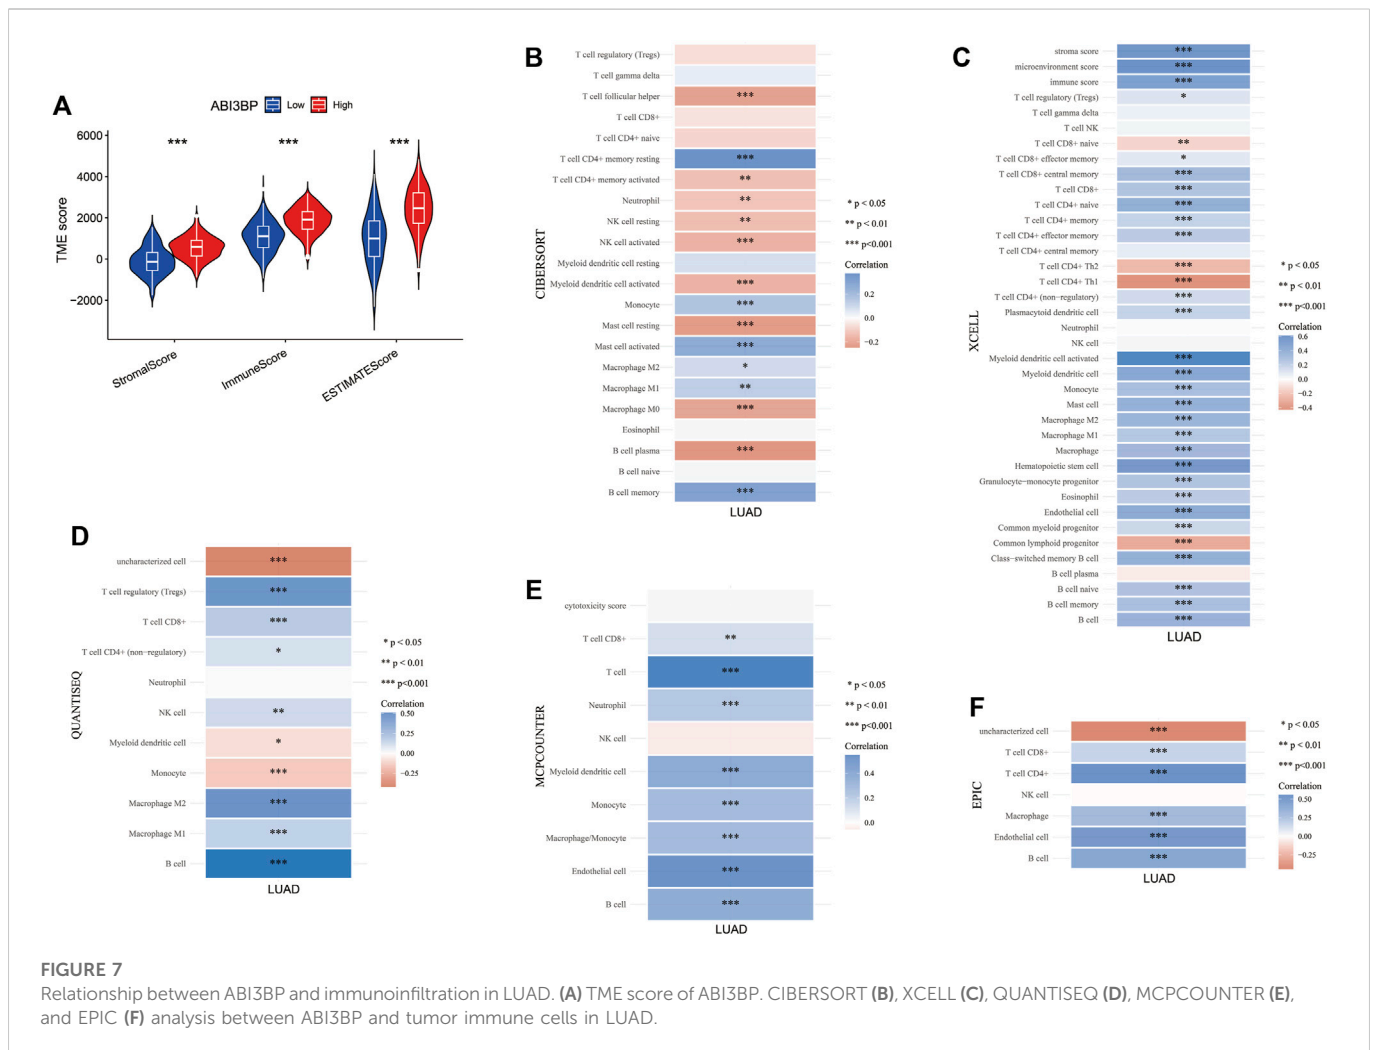 A
ABI3BP Low High
TME score
6000
4000
2000
0
−2000
***
***
***
StromalScore
ImmuneScore
ESTIMATEScore
B
CIBERSORT
T cell regulatory (Tregs)
T cell gamma delta
T cell follicular helper ***
T cell CD8+
T cell CD4+ naive
T cell CD4+ memory resting ***
T cell CD4+ memory activated **
Neutrophil **
NK cell resting **
NK cell activated ***
Myeloid dendritic cell resting
Myeloid dendritic cell activated ***
Monocyte ***
Mast cell resting ***
Mast cell activated ***
Macrophage M2 *
Macrophage M1 **
Macrophage M0 ***
Eosinophil
B cell plasma ***
B cell naive
B cell memory ***
LUAD
* p < 0.05
** p < 0.01
*** p<0.001
Correlation
0.2
0.0
−0.2
C
XCELL
stroma score ***
microenvironment score ***
immune score ***
T cell regulatory (Tregs) *
T cell gamma delta
T cell NK
T cell CD8+ naive **
T cell CD8+ effector memory *
T cell CD8+ central memory ***
T cell CD8+ ***
T cell CD4+ naive ***
T cell CD4+ memory ***
T cell CD4+ effector memory ***
T cell CD4+ central memory
T cell CD4+ Th2 ***
T cell CD4+ Th1 ***
T cell CD4+ (non−regulatory) ***
Plasmacytoid dendritic cell ***
Neutrophil
NK cell
Myeloid dendritic cell activated ***
Myeloid dendritic cell ***
Monocyte ***
Mast cell ***
Macrophage M2 ***
Macrophage M1 ***
Macrophage ***
Hematopoietic stem cell ***
Granulocyte−monocyte progenitor ***
Eosinophil ***
Endothelial cell ***
Common myeloid progenitor ***
Common lymphoid progenitor ***
Class−switched memory B cell ***
B cell plasma
B cell naive ***
B cell memory ***
B cell ***
LUAD
* p < 0.05
** p < 0.01
*** p<0.001
Correlation
0.6
0.4
0.2
0.0
−0.2
−0.4
D
QUANTISEQ
uncharacterized cell ***
T cell regulatory (Tregs) ***
T cell CD8+ ***
T cell CD4+ (non−regulatory) *
Neutrophil
NK cell **
Myeloid dendritic cell *
Monocyte ***
Macrophage M2 ***
Macrophage M1 ***
B cell ***
LUAD
* p < 0.05
** p < 0.01
*** p<0.001
Correlation
0.50
0.25
0.00
−0.25
E
MCPCOUNTER
cytotoxicity score
T cell CD8+ **
T cell ***
Neutrophil ***
NK cell
Myeloid dendritic cell ***
Monocyte ***
Macrophage/Monocyte ***
Endothelial cell ***
B cell ***
LUAD
* p < 0.05
** p < 0.01
*** p<0.001
Correlation
0.4
0.2
0.0
F
EPIC
uncharacterized cell ***
T cell CD8+ ***
T cell CD4+ ***
NK cell
Macrophage ***
Endothelial cell ***
B cell ***
LUAD
* p < 0.05
** p < 0.01
*** p<0.001
Correlation
0.50
0.25
0.00
−0.25
FIGURE 7
Relationship between ABI3BP and immunoinfiltration in LUAD. (A) TME score of ABI3BP. CIBERSORT (B), XCELL (C), QUANTISEQ (D), MCPCOUNTER (E),
and EPIC (F) analysis between ABI3BP and tumor immune cells in LUAD.